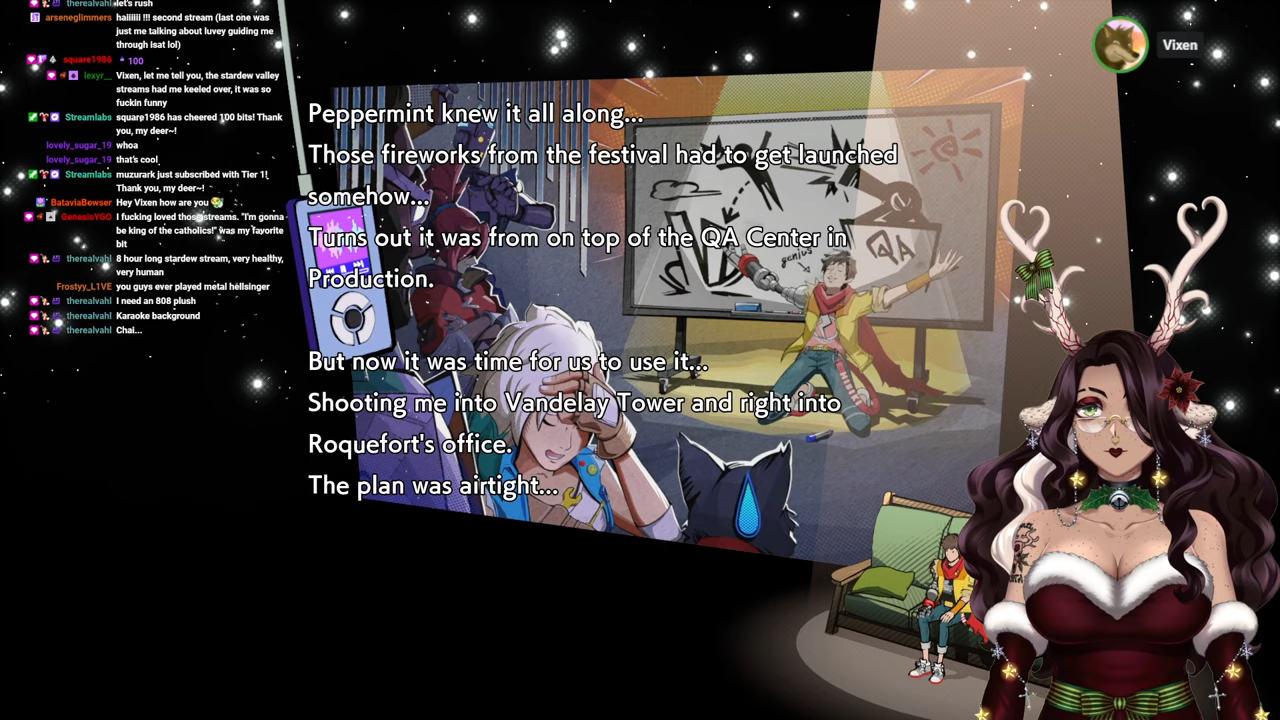 therealvahl let's rush
arseneglimmers haiiiiii !!! second stream (last one was
just me talking about luvey guiding me
through isat lol)
square1986 100
lexyr__ Vixen, let me tell you, the stardew valley
streams had me keeled over, it was so
fuckin funny
Streamlabs square1986 has cheered 100 bits! Thank
you, my deer~!
lovely_sugar_19 whoa
lovely_sugar_19 that's cool
Streamlabs muzurark just subscribed with Tier 1!
Thank you, my deer~!
BataviaBowser Hey Vixen how are you
GenesisYGO I fucking loved those streams. "I'm gonna
be king of the catholics!" was my favorite
bit
therealvahl 8 hour longg stardew stream, very healthy,
very human
Frostyy_L1VE you guys ever played metal hellsinger
therealvahl I need an 808 plush
therealvahl Karaoke background
therealvahl Chai...
Peppermint knew it all along...
Those fireworks from the festival had to get launched
somehow...
Turns out it was from on top of the QA Center in
Production.
But now it was time for us to use it...
Shooting me into Vandelay Tower and right into
Roquefort's office.
The plan was airtight...
QA
genius
Vixen